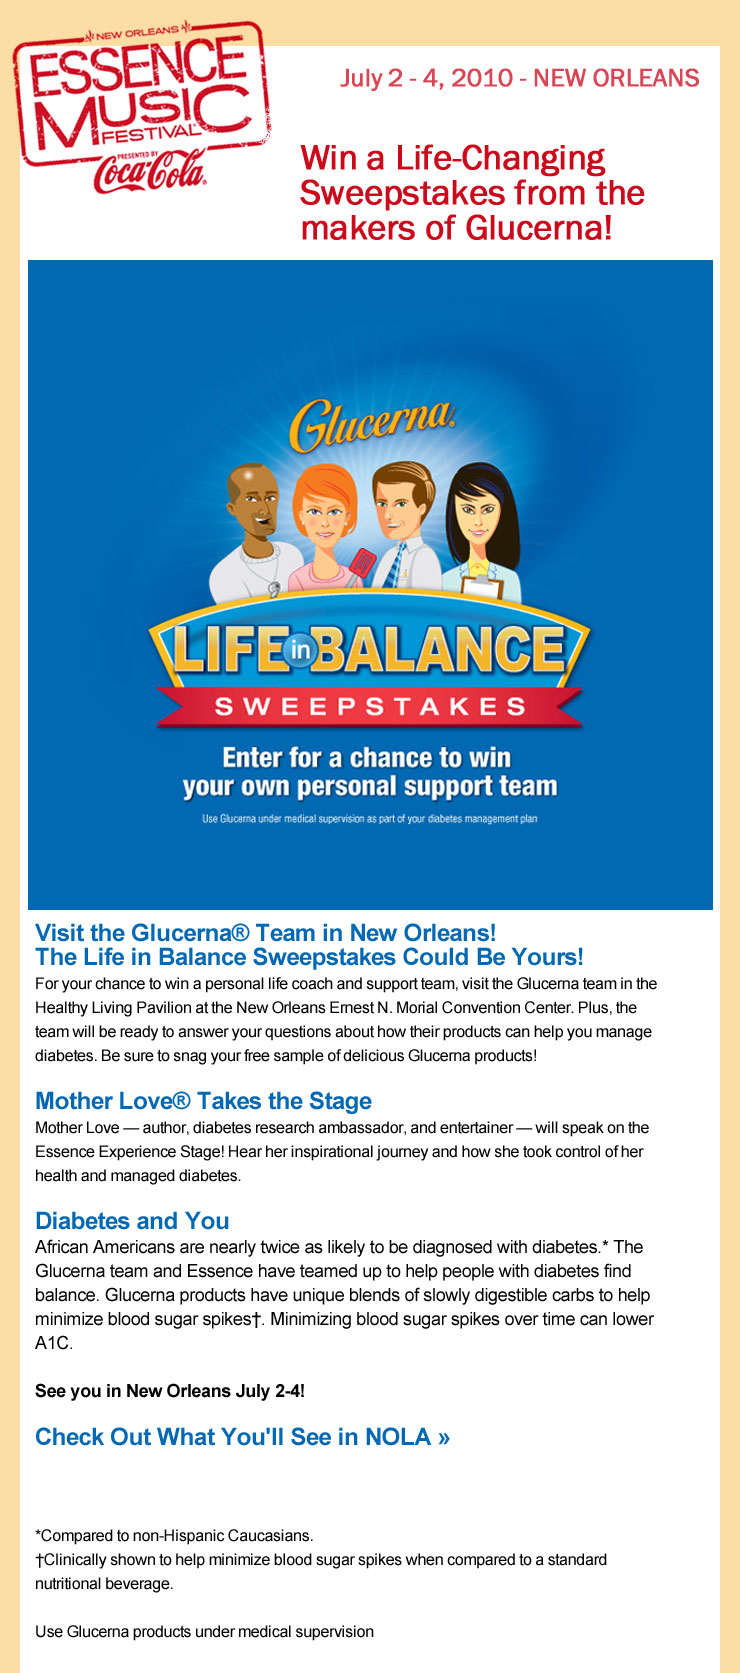 NEW ORLEANS
ESSENCE
MUSIC
FESTIVAL
PRESENTED BY
Coca-Cola®
July 2 - 4, 2010 - NEW ORLEANS
Win a Life-Changing
Sweepstakes from the
makers of Glucerna!
Glucerna®
LIFE in BALANCE
SWEEPSTAKES
Enter for a chance to win
your own personal support team
Use Glucerna under medical supervision as part of your diabetes management plan
Visit the Glucerna® Team in New Orleans!
The Life in Balance Sweepstakes Could Be Yours!
For your chance to win a personal life coach and support team, visit the Glucerna team in the
Healthy Living Pavilion at the New Orleans Ernest N. Morial Convention Center. Plus, the
team will be ready to answer your questions about how their products can help you manage
diabetes. Be sure to snag your free sample of delicious Glucerna products!
Mother Love® Takes the Stage
Mother Love — author, diabetes research ambassador, and entertainer — will speak on the
Essence Experience Stage! Hear her inspirational journey and how she took control of her
health and managed diabetes.
Diabetes and You
African Americans are nearly twice as likely to be diagnosed with diabetes.* The
Glucerna team and Essence have teamed up to help people with diabetes find
balance. Glucerna products have unique blends of slowly digestible carbs to help
minimize blood sugar spikes†. Minimizing blood sugar spikes over time can lower
A1C.
See you in New Orleans July 2-4!
Check Out What You'll See in NOLA »
*Compared to non-Hispanic Caucasians.
†Clinically shown to help minimize blood sugar spikes when compared to a standard
nutritional beverage.
Use Glucerna products under medical supervision